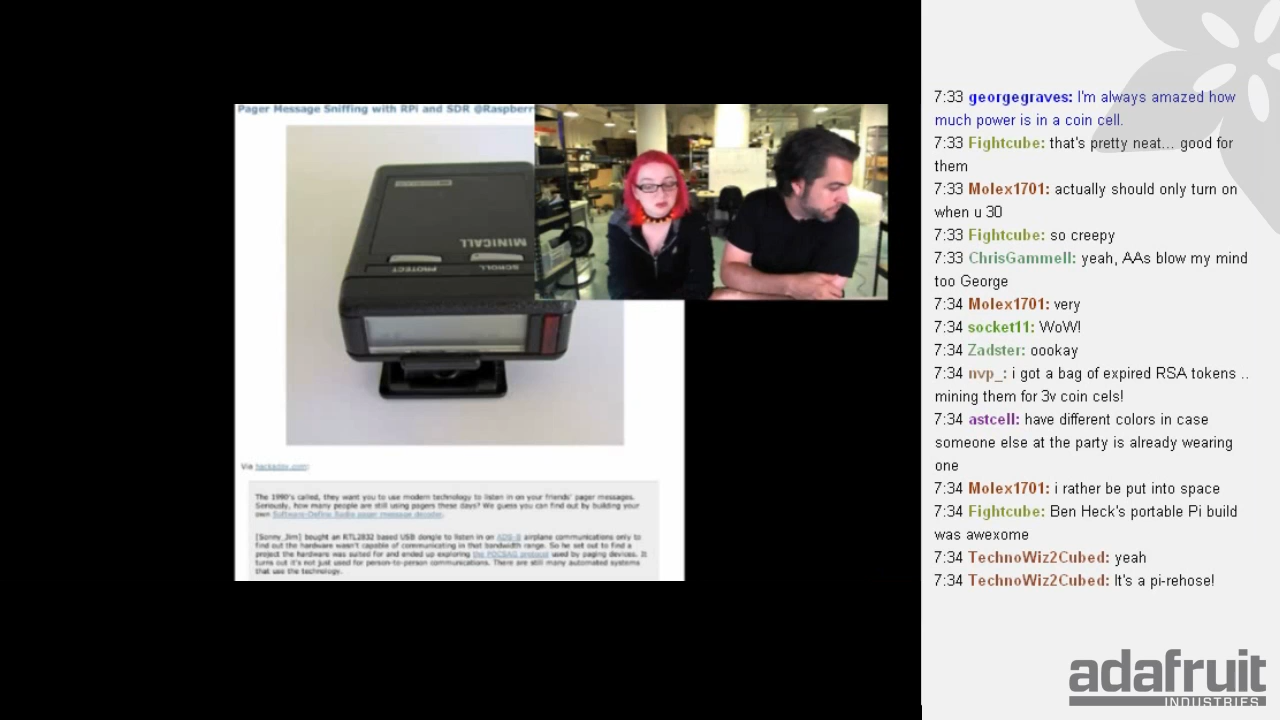 Pager Message Sniffing with RPi and SDR @Raspberr
MINICALL
PROTECT
SCROLL
Via hackaday.com:
The 1980's called, they want you to use modern technology to listen in on your friends' pager messages.
Seriously, how many people are still using pagers these days? We guess you can find out by building your
own Software-Define Radio pager message decoder.
[Sonny_Jim] bought an RTL2832 based USB dongle to listen in on ADS-B airplane communications only to
find out the hardware wasn't capable of communicating in that bandwidth range. So he set out to find a
project the hardware was suited for and ended up exploring the POCSAG protocol used by paging devices. It
turns out it's not just used for person-to-person communications. There are still many automated systems
that use the technology.
7:33 georgegraves: I'm always amazed how
much power is in a coin cell.
7:33 Fightcube: that's pretty neat... good for
them
7:33 Molex1701: actually should only turn on
when u 30
7:33 Fightcube: so creepy
7:33 ChrisGammell: yeah, AAs blow my mind
too George
7:34 Molex1701: very
7:34 socket11: WoW!
7:34 Zadster: oookay
7:34 nvp_: i got a bag of expired RSA tokens ..
mining them for 3v coin cels!
7:34 astcell: have different colors in case
someone else at the party is already wearing
one
7:34 Molex1701: i rather be put into space
7:34 Fightcube: Ben Heck's portable Pi build
was awexome
7:34 TechnoWiz2Cubed: yeah
7:34 TechnoWiz2Cubed: It's a pi-rehose!
adafruit
INDUSTRIES